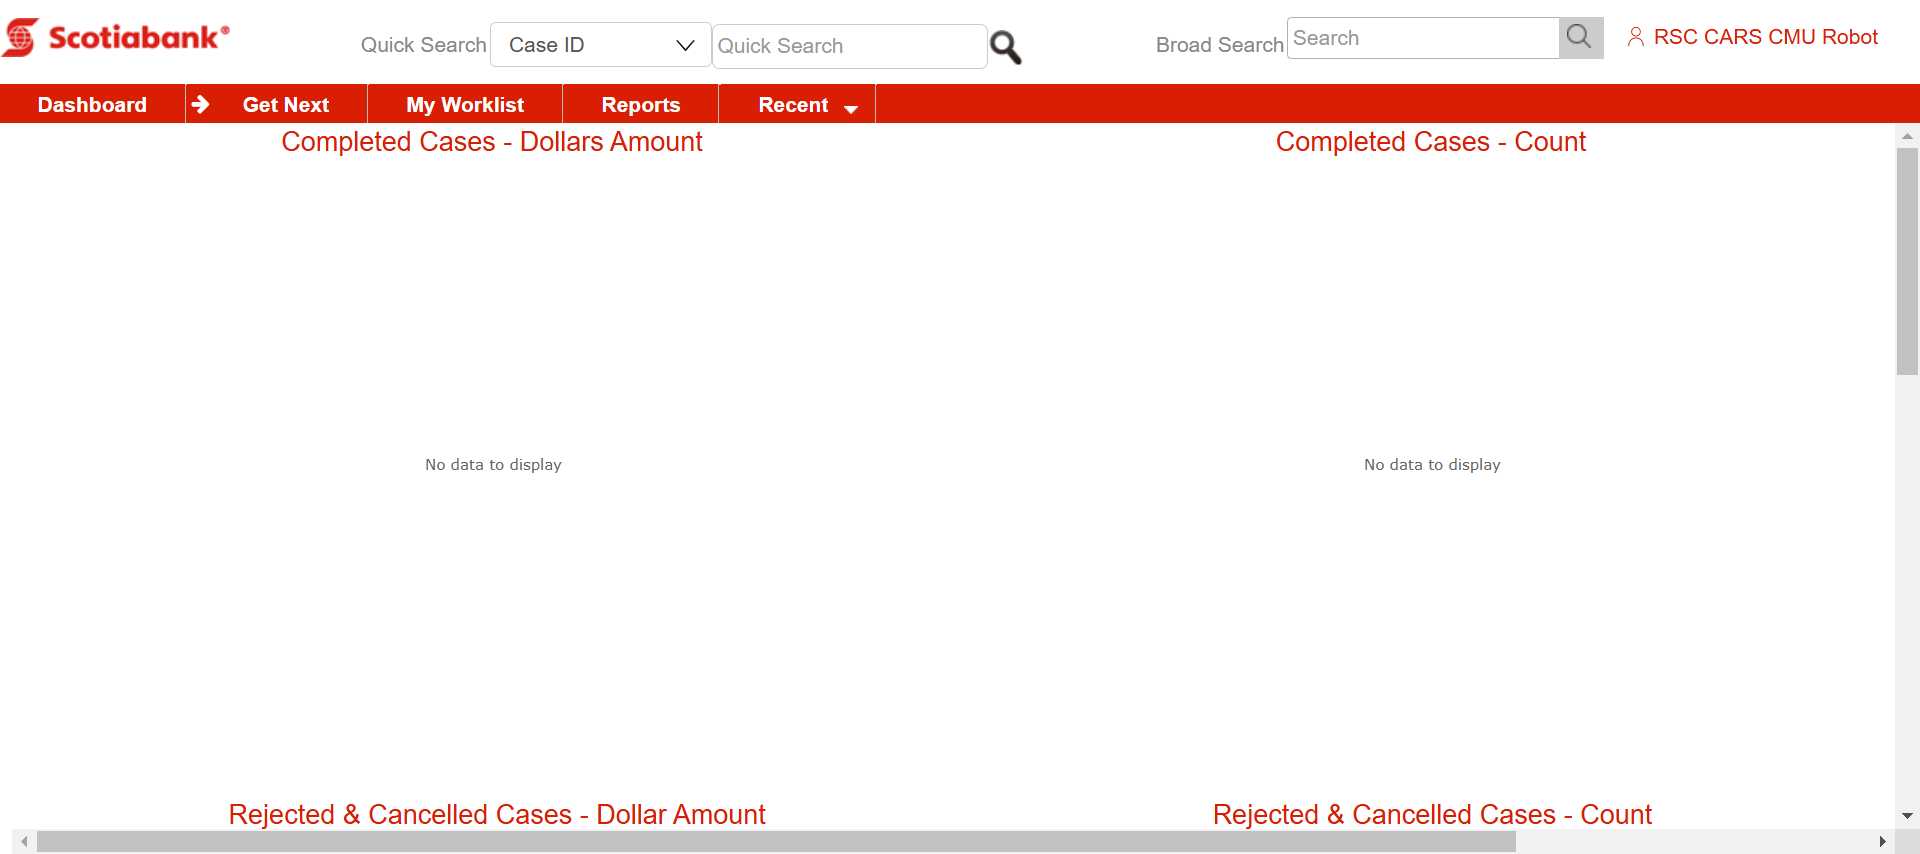 Scotiabank®
Quick Search Case ID Quick Search
Broad Search Search
RSC CARS CMU Robot
Dashboard Get Next My Worklist Reports Recent
Completed Cases - Dollars Amount
Completed Cases - Count
No data to display
No data to display
Rejected & Cancelled Cases - Dollar Amount
Rejected & Cancelled Cases - Count